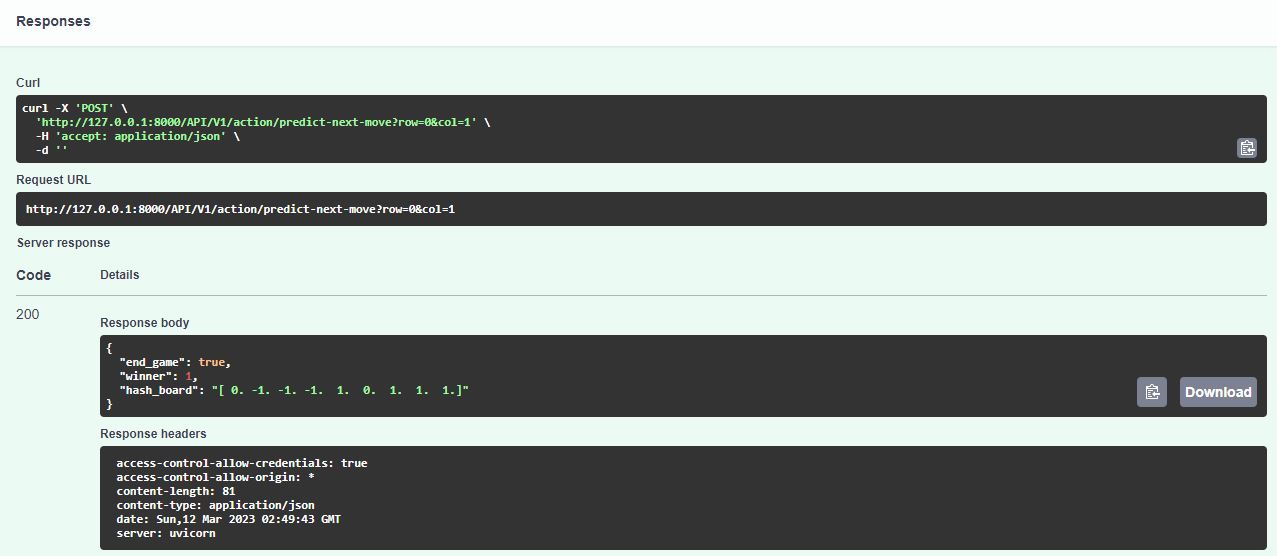 Responses
Curl
curl -X 'POST' \
  'http://127.0.0.1:8000/API/V1/action/predict-next-move?row=0&col=1' \
  -H 'accept: application/json' \
  -d ''
Request URL
http://127.0.0.1:8000/API/V1/action/predict-next-move?row=0&col=1
Server response
Code Details
200
Response body
{
  "end_game": true,
  "winner": 1,
  "hash_board": "[ 0. -1. -1. -1.  1.  0.  1.  1.  1.]"
}
Download
Response headers
access-control-allow-credentials: true
access-control-allow-origin: *
content-length: 81
content-type: application/json
date: Sun,12 Mar 2023 02:49:43 GMT
server: uvicorn